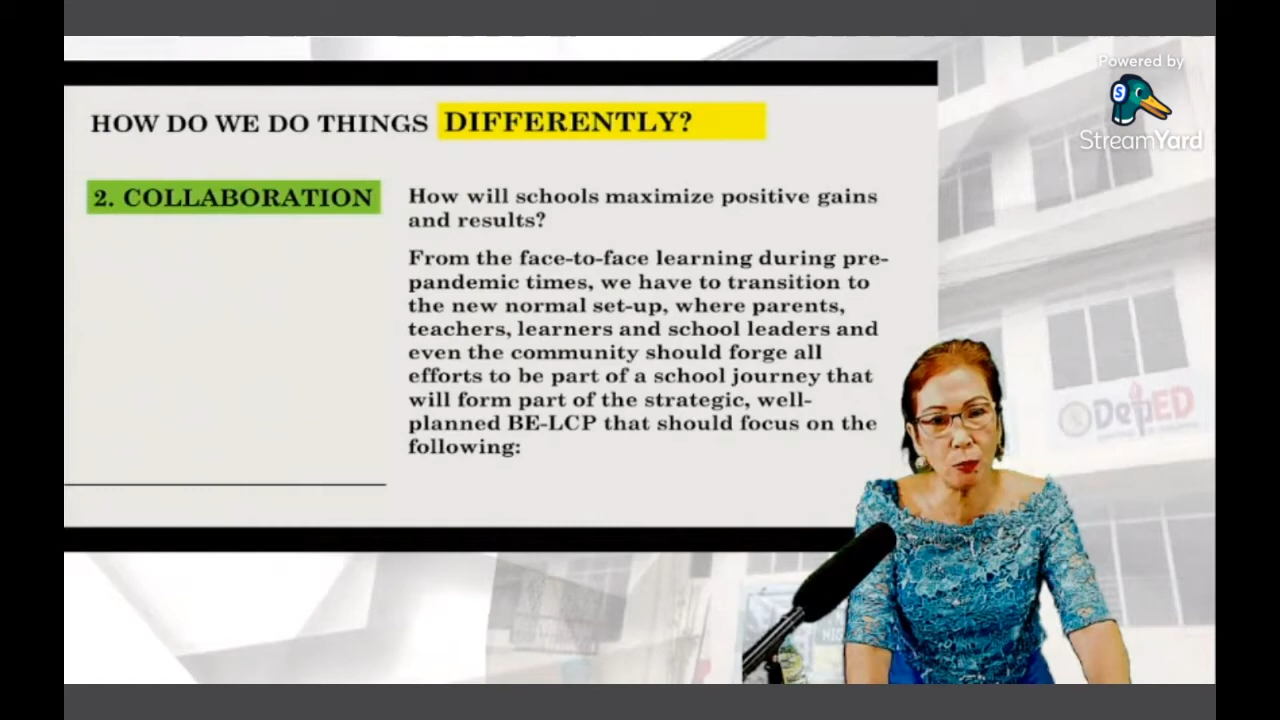 Powered by
S
StreamYard
HOW DO WE DO THINGS DIFFERENTLY?
2. COLLABORATION
How will schools maximize positive gains
and results?
From the face-to-face learning during pre-
pandemic times, we have to transition to
the new normal set-up, where parents,
teachers, learners and school leaders and
even the community should forge all
efforts to be part of a school journey that
will form part of the strategic, well-
planned BE-LCP that should focus on the
following:
DepED